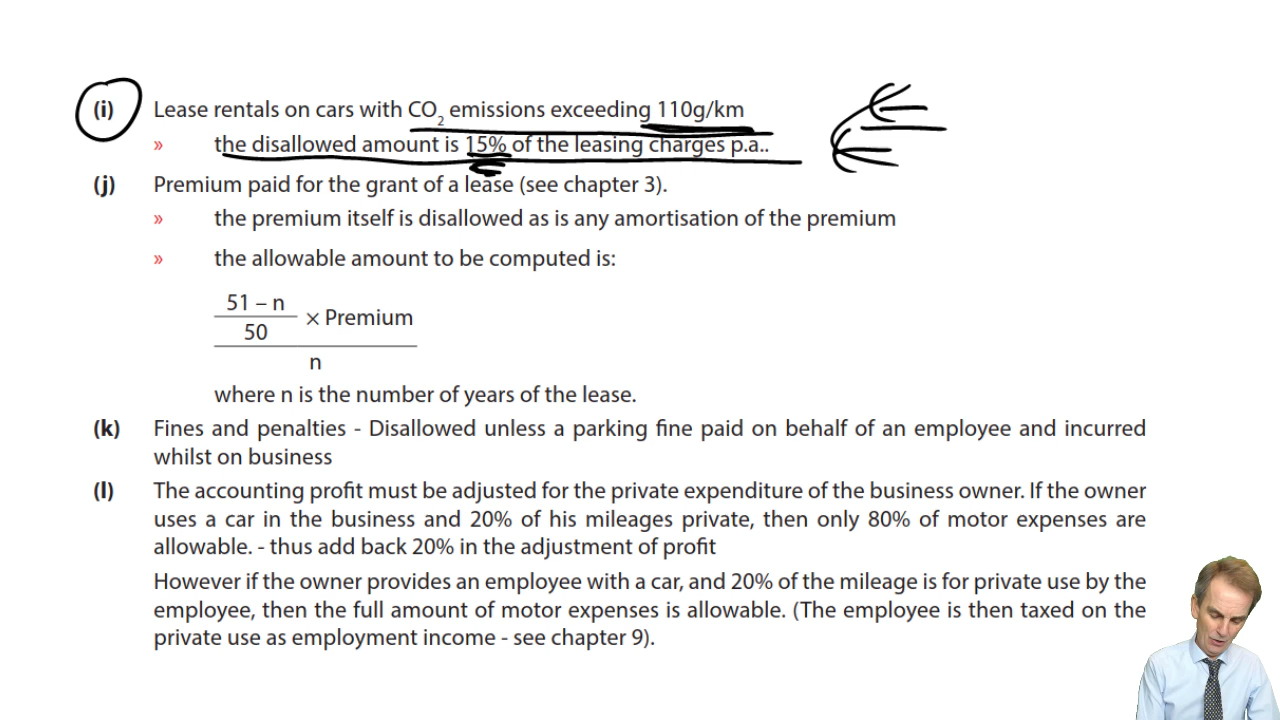 (i) Lease rentals on cars with CO2 emissions exceeding 110g/km
» the disallowed amount is 15% of the leasing charges p.a..
(j) Premium paid for the grant of a lease (see chapter 3).
» the premium itself is disallowed as is any amortisation of the premium
» the allowable amount to be computed is:
51 – n
50
× Premium
n
where n is the number of years of the lease.
(k) Fines and penalties - Disallowed unless a parking fine paid on behalf of an employee and incurred
whilst on business
(l) The accounting profit must be adjusted for the private expenditure of the business owner. If the owner
uses a car in the business and 20% of his mileages private, then only 80% of motor expenses are
allowable. - thus add back 20% in the adjustment of profit
However if the owner provides an employee with a car, and 20% of the mileage is for private use by the
employee, then the full amount of motor expenses is allowable. (The employee is then taxed on the
private use as employment income - see chapter 9).